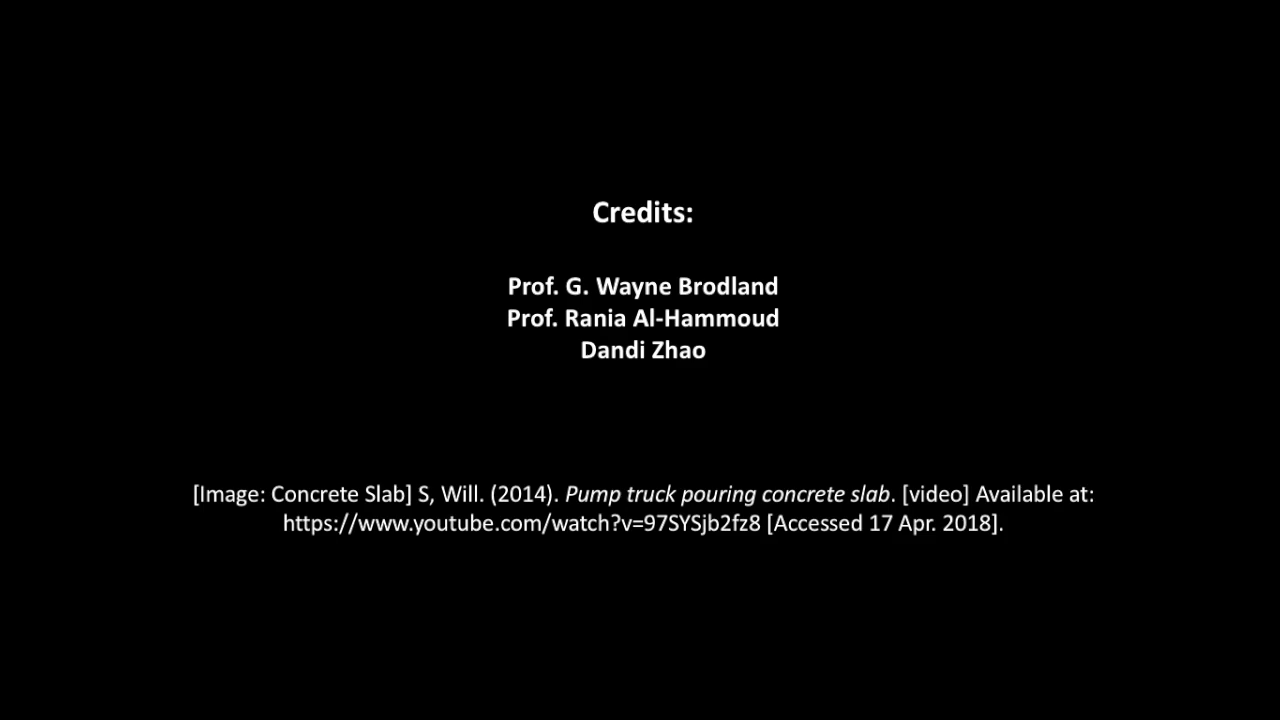 Credits:
Prof. G. Wayne Brodland
Prof. Rania Al-Hammoud
Dandi Zhao
[Image: Concrete Slab] S, Will. (2014). Pump truck pouring concrete slab. [video] Available at:
https://www.youtube.com/watch?v=97SYSjb2fz8 [Accessed 17 Apr. 2018].